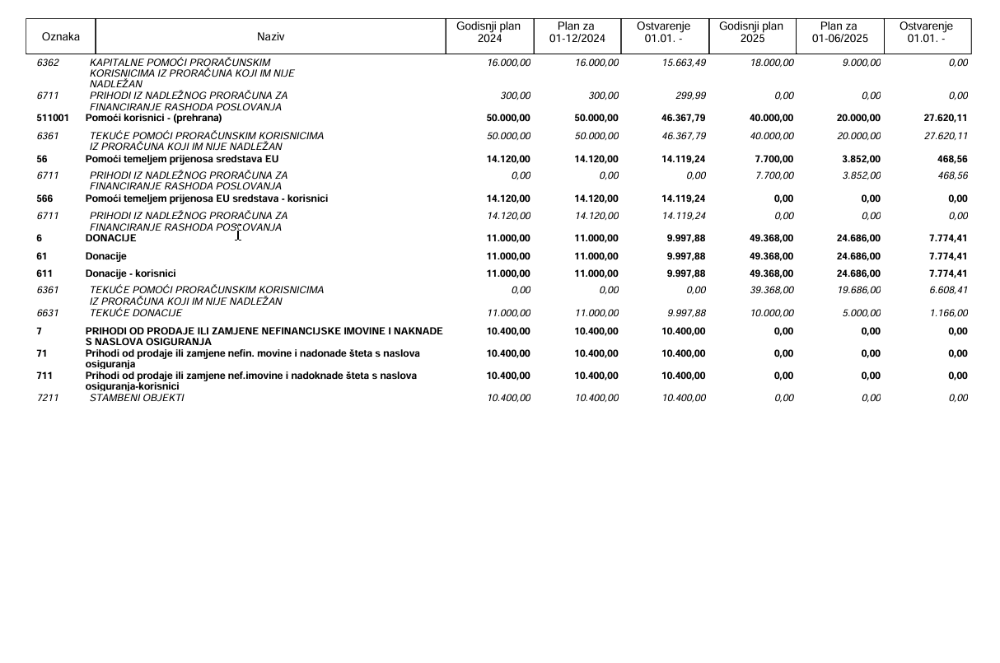 Oznaka Naziv Godisnji plan 2024 Plan za 01-12/2024 Ostvarenje 01.01. - Godisnji plan 2025 Plan za 01-06/2025 Ostvarenje 01.01. -
6362 KAPITALNE POMOĆI PRORAČUNSKIM 16.000,00 16.000,00 15.663,49 18.000,00 9.000,00 0,00
KORISNICIMA IZ PRORAČUNA KOJI IM NIJE
NADLEŽAN
6711 PRIHODI IZ NADLEŽNOG PRORAČUNA ZA 300,00 300,00 299,99 0,00 0,00 0,00
FINANCIRANJE RASHODA POSLOVANJA
511001 Pomoći korisnici - (prehrana) 50.000,00 50.000,00 46.367,79 40.000,00 20.000,00 27.620,11
6361 TEKUĆE POMOĆI PRORAČUNSKIM KORISNICIMA 50.000,00 50.000,00 46.367,79 40.000,00 20.000,00 27.620,11
IZ PRORAČUNA KOJI IM NIJE NADLEŽAN
56 Pomoći temeljem prijenosa sredstava EU 14.120,00 14.120,00 14.119,24 7.700,00 3.852,00 468,56
6711 PRIHODI IZ NADLEŽNOG PRORAČUNA ZA 0,00 0,00 0,00 7.700,00 3.852,00 468,56
FINANCIRANJE RASHODA POSLOVANJA
566 Pomoći temeljem prijenosa EU sredstava - korisnici 14.120,00 14.120,00 14.119,24 0,00 0,00 0,00
6711 PRIHODI IZ NADLEŽNOG PRORAČUNA ZA 14.120,00 14.120,00 14.119,24 0,00 0,00 0,00
FINANCIRANJE RASHODA POSLOVANJA
6 DONACIJE 11.000,00 11.000,00 9.997,88 49.368,00 24.686,00 7.774,41
61 Donacije 11.000,00 11.000,00 9.997,88 49.368,00 24.686,00 7.774,41
611 Donacije - korisnici 11.000,00 11.000,00 9.997,88 49.368,00 24.686,00 7.774,41
6361 TEKUĆE POMOĆI PRORAČUNSKIM KORISNICIMA 0,00 0,00 0,00 39.368,00 19.686,00 6.608,41
IZ PRORAČUNA KOJI IM NIJE NADLEŽAN
6631 TEKUĆE DONACIJE 11.000,00 11.000,00 9.997,88 10.000,00 5.000,00 1.166,00
7 PRIHODI OD PRODAJE ILI ZAMJENE NEFINANCIJSKE IMOVINE I NAKNADE 10.400,00 10.400,00 10.400,00 0,00 0,00 0,00
S NASLOVA OSIGURANJA
71 Prihodi od prodaje ili zamjene nefin. movine i nadonade šteta s naslova 10.400,00 10.400,00 10.400,00 0,00 0,00 0,00
osiguranja
711 Prihodi od prodaje ili zamjene nef.imovine i nadoknade šteta s naslova 10.400,00 10.400,00 10.400,00 0,00 0,00 0,00
osiguranja-korisnici
7211 STAMBENI OBJEKTI 10.400,00 10.400,00 10.400,00 0,00 0,00 0,00